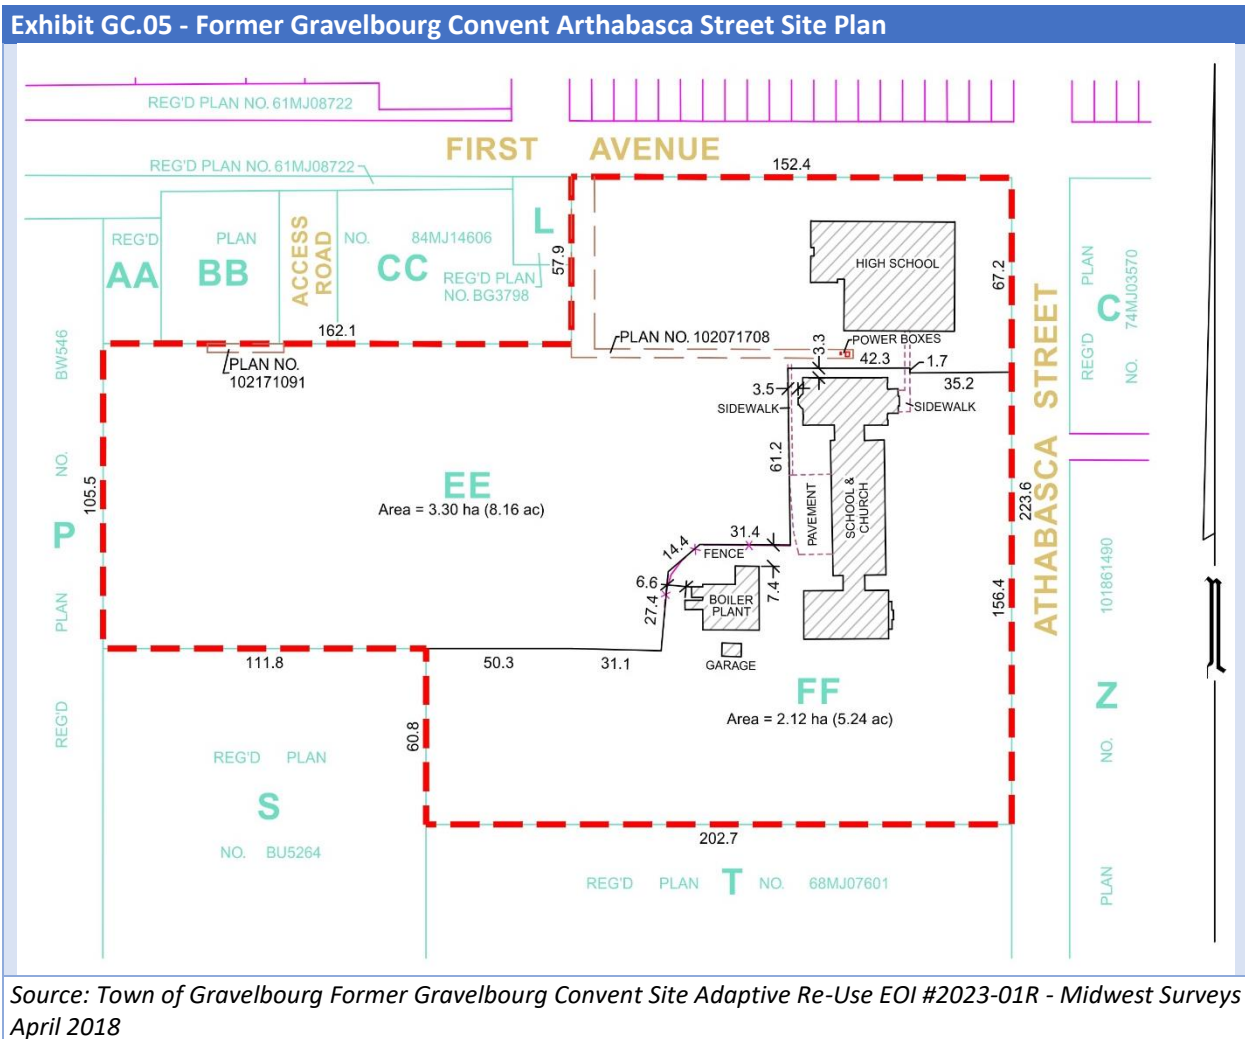 Exhibit GC.05 - Former Gravelbourg Convent Arthabasca Street Site Plan
REG'D PLAN NO. 61MJ08722
FIRST AVENUE
REG'D PLAN NO. 61MJ08722
152.4
REG'D PLAN NO. 84MJ14606
AA
BB
ACCESS
ROAD
CC
L
REG'D PLAN
NO. BG3798
57.9
HIGH SCHOOL
67.2
C
REG'D PLAN NO. 74MJ03570
162.1
PLAN NO. 102071708
POWER BOXES
PLAN NO.
102171091
3.3
42.3
1.7
35.2
3.5
SIDEWALK
SIDEWALK
ATHABASCA STREET
REG'D PLAN NO. BW546
P
105.5
EE
Area = 3.30 ha (8.16 ac)
61.2
PAVEMENT
SCHOOL &
CHURCH
223.6
31.4
14.4
FENCE
6.6
7.4
27.4
BOILER
PLANT
156.4
101861490
111.8
50.3
31.1
GARAGE
FF
Area = 2.12 ha (5.24 ac)
60.8
Z
NO.
PLAN
REG'D PLAN
S
NO. BU5264
202.7
REG'D PLAN T NO. 68MJ07601
Source: Town of Gravelbourg Former Gravelbourg Convent Site Adaptive Re-Use EOI #2023-01R - Midwest Surveys
April 2018